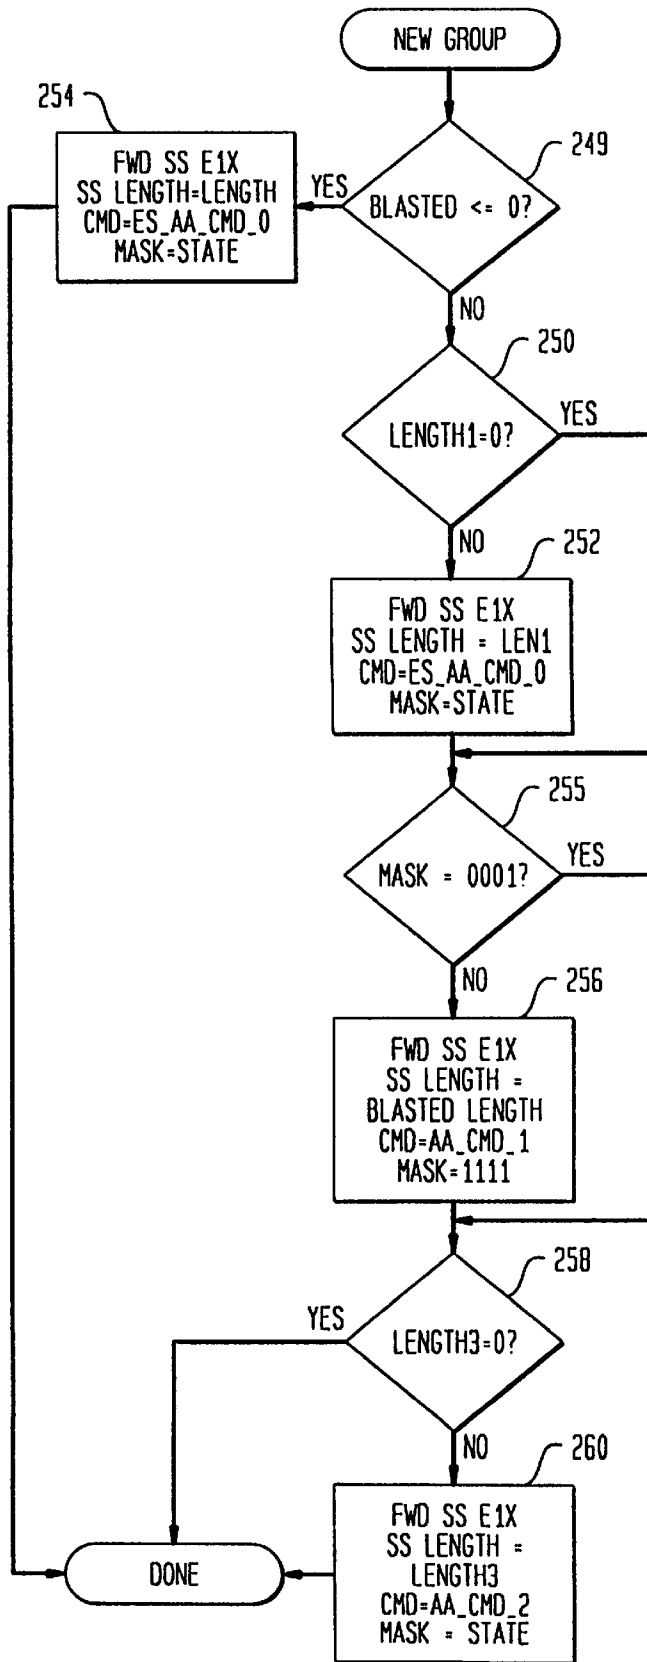 NEW GROUP
254
FWD SS E1X
SS LENGTH=LENGTH
CMD=ES_AA_CMD_0
MASK=STATE
YES
249
BLASTED <= 0?
NO
250
LENGTH1=0?
YES
NO
252
FWD SS E1X
SS LENGTH = LEN1
CMD=ES_AA_CMD_0
MASK=STATE
255
MASK = 0001?
YES
NO
256
FWD SS E1X
SS LENGTH =
BLASTED LENGTH
CMD=AA_CMD_1
MASK=1111
258
YES
LENGTH3=0?
NO
260
FWD SS E1X
SS LENGTH =
LENGTH3
CMD=AA_CMD_2
MASK = STATE
DONE